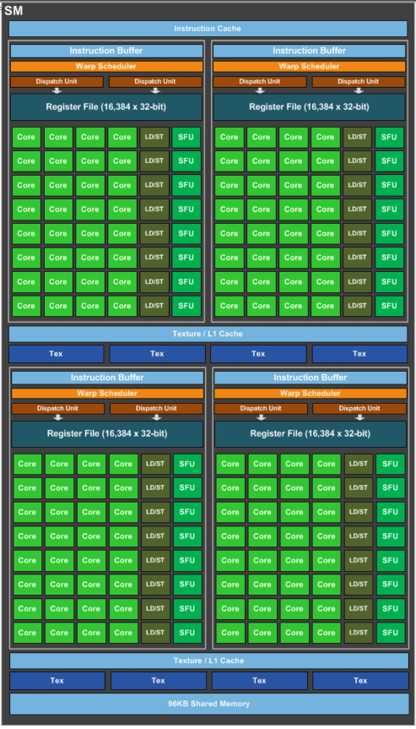 SM
Instruction Cache
Instruction Buffer Instruction Buffer
Warp Scheduler Warp Scheduler
Dispatch Unit Dispatch Unit Dispatch Unit Dispatch Unit
Register File (16,384 x 32-bit) Register File (16,384 x 32-bit)
Core Core Core Core LD/ST SFU Core Core Core Core LD/ST SFU
Core Core Core Core LD/ST SFU Core Core Core Core LD/ST SFU
Core Core Core Core LD/ST SFU Core Core Core Core LD/ST SFU
Core Core Core Core LD/ST SFU Core Core Core Core LD/ST SFU
Core Core Core Core LD/ST SFU Core Core Core Core LD/ST SFU
Core Core Core Core LD/ST SFU Core Core Core Core LD/ST SFU
Core Core Core Core LD/ST SFU Core Core Core Core LD/ST SFU
Core Core Core Core LD/ST SFU Core Core Core Core LD/ST SFU
Texture / L1 Cache
Tex Tex Tex Tex
Instruction Buffer Instruction Buffer
Warp Scheduler Warp Scheduler
Dispatch Unit Dispatch Unit Dispatch Unit Dispatch Unit
Register File (16,384 x 32-bit) Register File (16,384 x 32-bit)
Core Core Core Core LD/ST SFU Core Core Core Core LD/ST SFU
Core Core Core Core LD/ST SFU Core Core Core Core LD/ST SFU
Core Core Core Core LD/ST SFU Core Core Core Core LD/ST SFU
Core Core Core Core LD/ST SFU Core Core Core Core LD/ST SFU
Core Core Core Core LD/ST SFU Core Core Core Core LD/ST SFU
Core Core Core Core LD/ST SFU Core Core Core Core LD/ST SFU
Core Core Core Core LD/ST SFU Core Core Core Core LD/ST SFU
Core Core Core Core LD/ST SFU Core Core Core Core LD/ST SFU
Texture / L1 Cache
Tex Tex Tex Tex
96KB Shared Memory